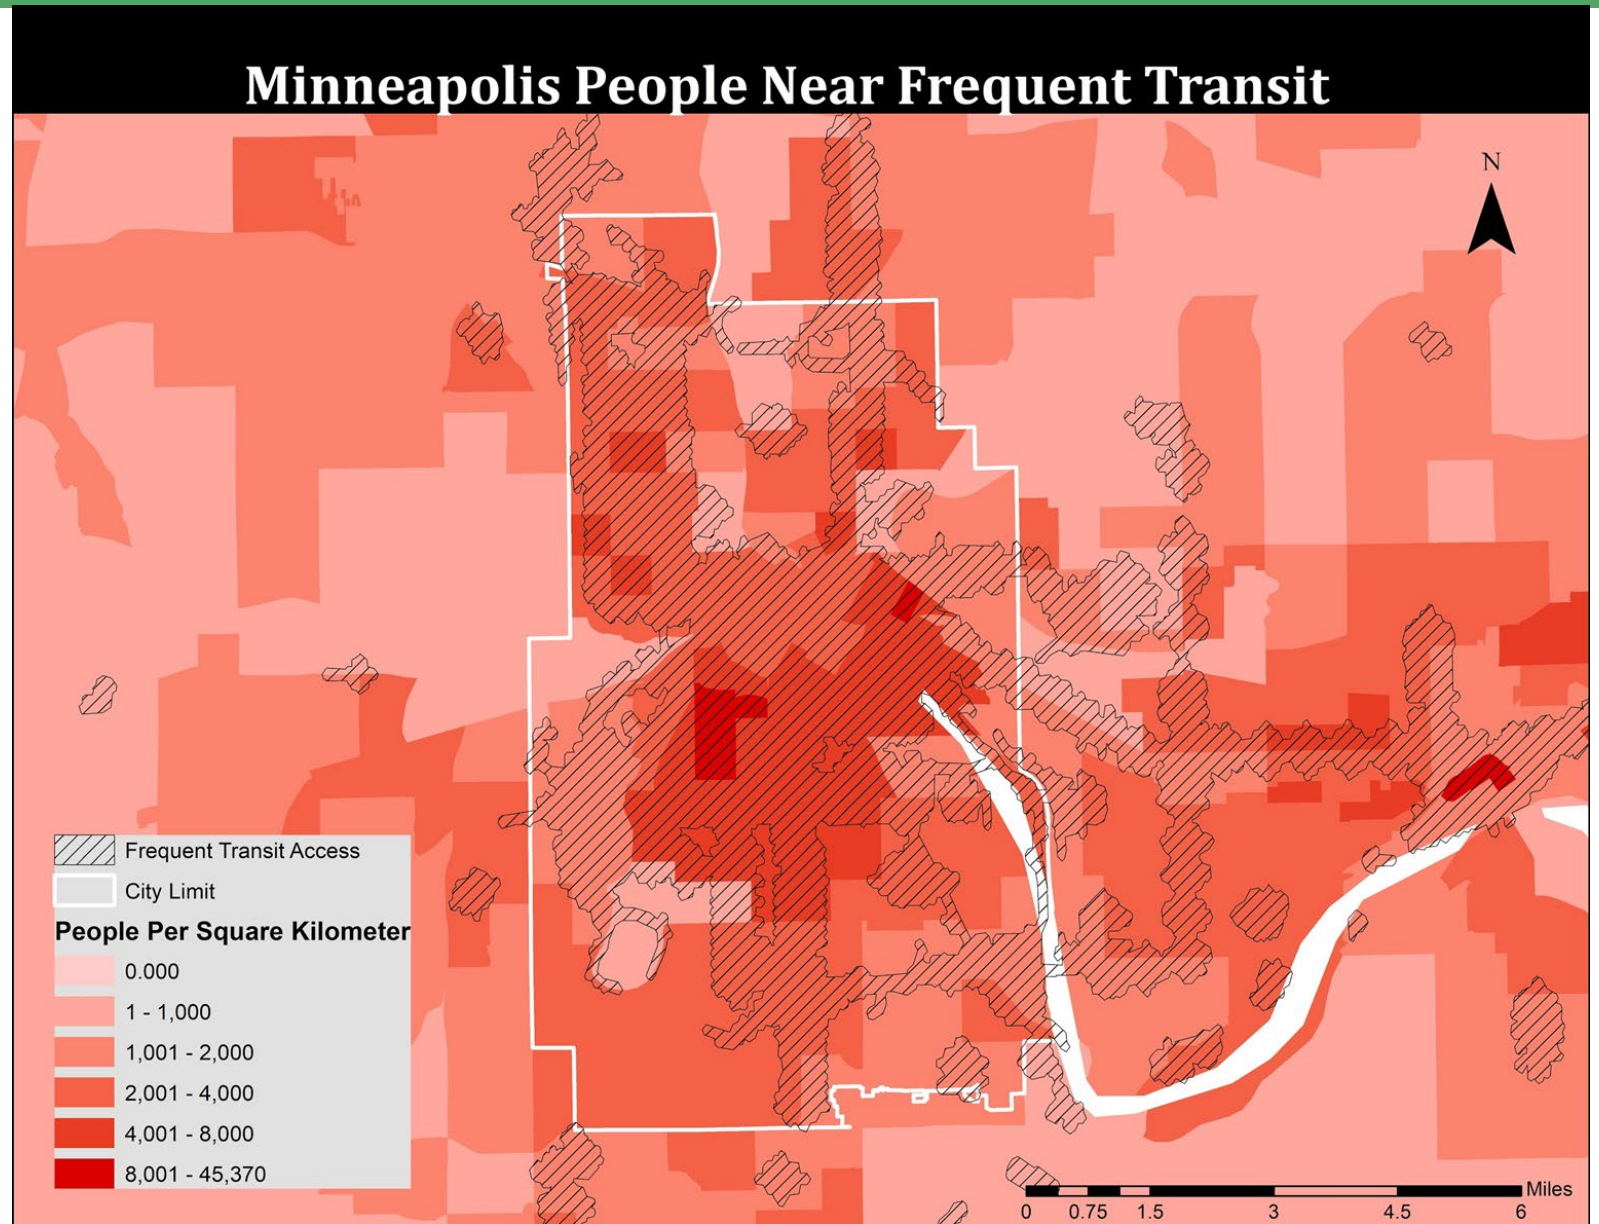 Minneapolis People Near Frequent Transit
N
Frequent Transit Access
City Limit
People Per Square Kilometer
0.000
1 - 1,000
1,001 - 2,000
2,001 - 4,000
4,001 - 8,000
8,001 - 45,370
Miles
0 0.75 1.5 3 4.5 6